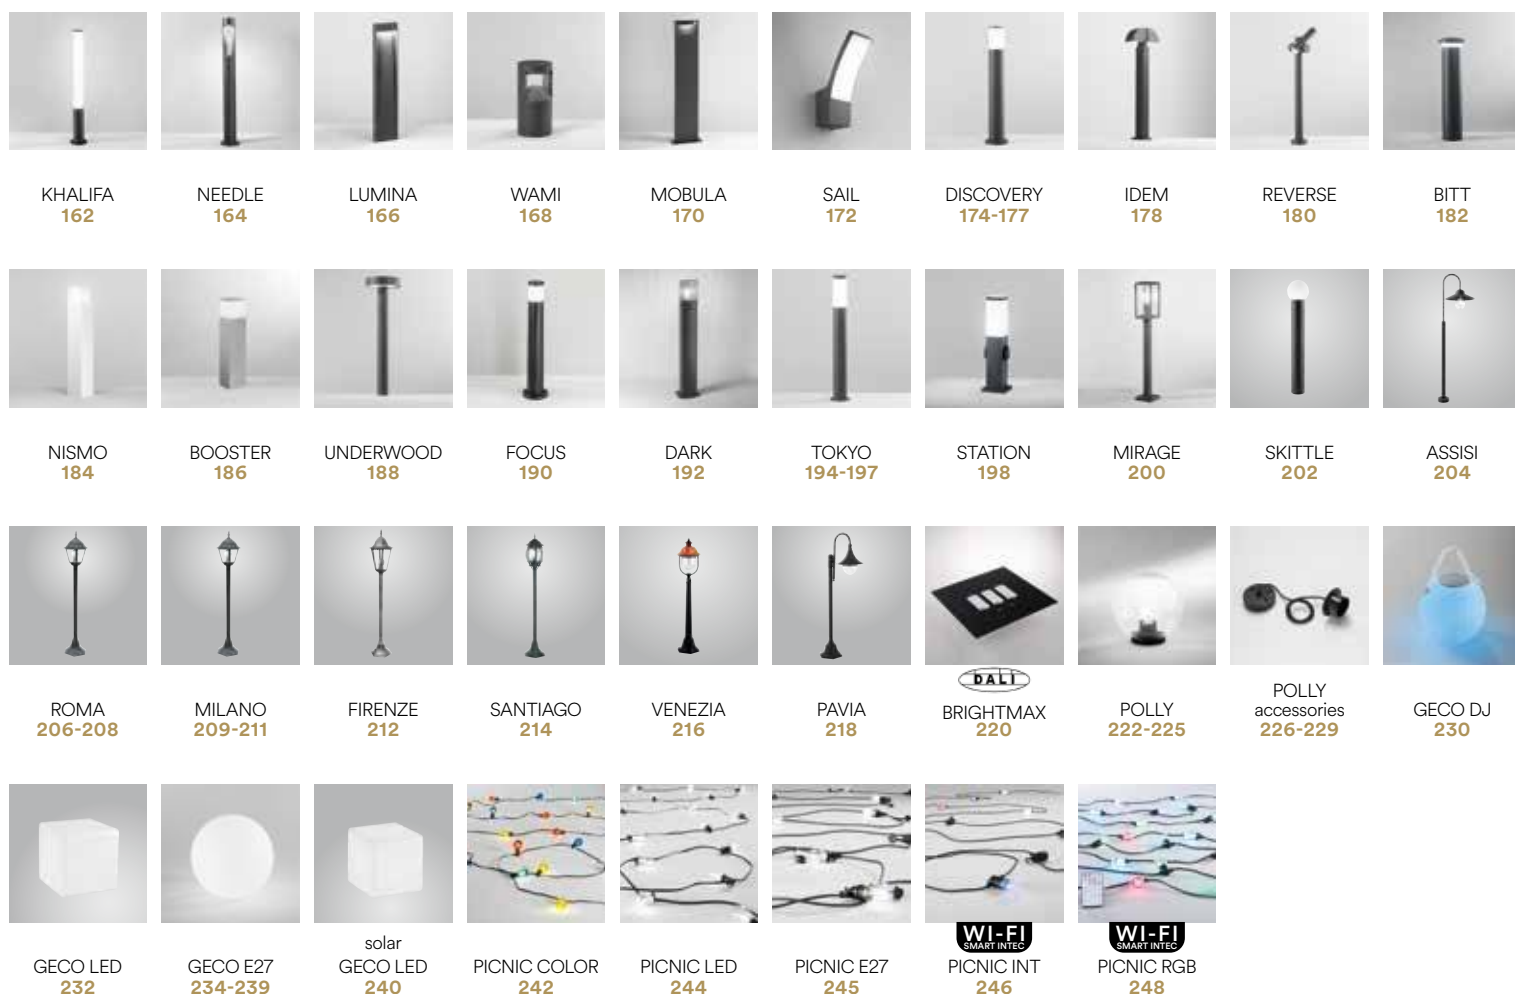 KHALIFA
162
NEEDLE
164
LUMINA
166
WAMI
168
MOBULA
170
SAIL
172
DISCOVERY
174-177
IDEM
178
REVERSE
180
BITT
182
NISMO
184
BOOSTER
186
UNDERWOOD
188
FOCUS
190
DARK
192
TOKYO
194-197
STATION
198
MIRAGE
200
SKITTLE
202
ASSISI
204
ROMA
206-208
MILANO
209-211
FIRENZE
212
SANTIAGO
214
VENEZIA
216
PAVIA
218
DALI
BRIGHTMAX
220
POLLY
222-225
POLLY
accessories
226-229
GECO DJ
230
GECO LED
232
GECO E27
234-239
solar
GECO LED
240
PICNIC COLOR
242
PICNIC LED
244
PICNIC E27
245
WI-FI
SMART INTEC
PICNIC INT
246
WI-FI
SMART INTEC
PICNIC RGB
248